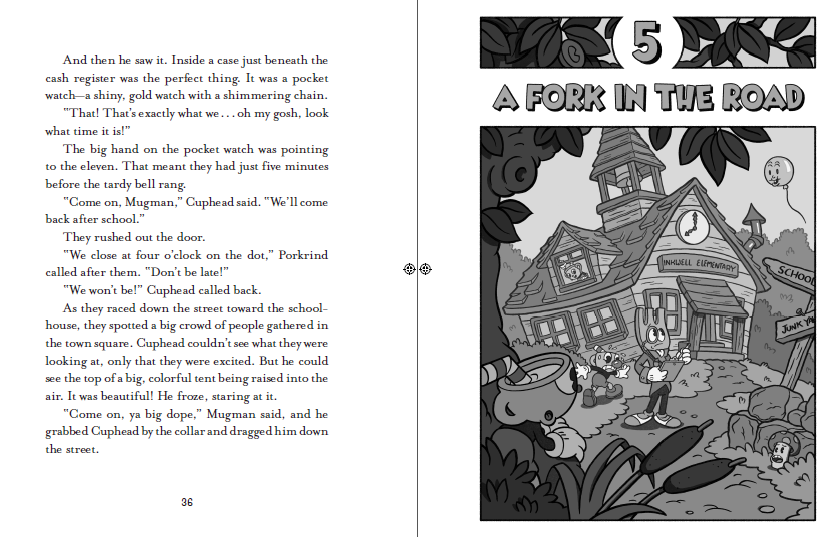 And then he saw it. Inside a case just beneath the
cash register was the perfect thing. It was a pocket
watch—a shiny, gold watch with a shimmering chain.
"That! That's exactly what we . . . oh my gosh, look
what time it is!"
The big hand on the pocket watch was pointing
to the eleven. That meant they had just five minutes
before the tardy bell rang.
"Come on, Mugman," Cuphead said. "We'll come
back after school."
They rushed out the door.
"We close at four o'clock on the dot," Porkrind
called after them. "Don't be late!"
"We won't be!" Cuphead called back.
As they raced down the street toward the school-
house, they spotted a big crowd of people gathered in
the town square. Cuphead couldn't see what they were
looking at, only that they were excited. But he could
see the top of a big, colorful tent being raised into the
air. It was beautiful! He froze, staring at it.
"Come on, ya big dope," Mugman said, and he
grabbed Cuphead by the collar and dragged him down
the street.
36
5
A FORK IN THE ROAD
INKWELL ELEMENTARY
SCHOOL
JUNK YA